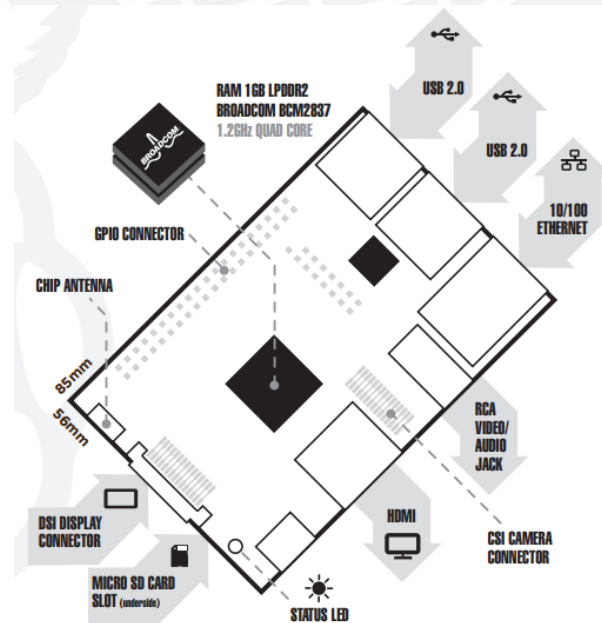 RAM 1GB LPDDR2
BROADCOM BCM2837
1.2GHz QUAD CORE
USB 2.0
USB 2.0
BROADCOM
10/100
ETHERNET
GPIO CONNECTOR
CHIP ANTENNA
85mm
56mm
RCA
VIDEO/
AUDIO
JACK
DSI DISPLAY
CONNECTOR
HDMI
CSI CAMERA
CONNECTOR
MICRO SD CARD
SLOT (underside)
STATUS LED